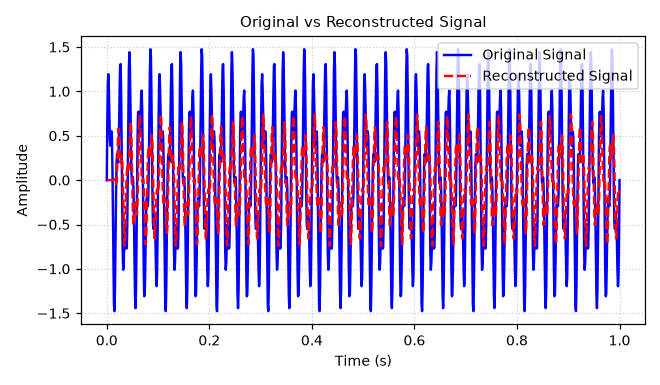 Original vs Reconstructed Signal
Original Signal
Reconstructed Signal
Amplitude
1.5
1.0
0.5
0.0
−0.5
−1.0
−1.5
0.0 0.2 0.4 0.6 0.8 1.0
Time (s)